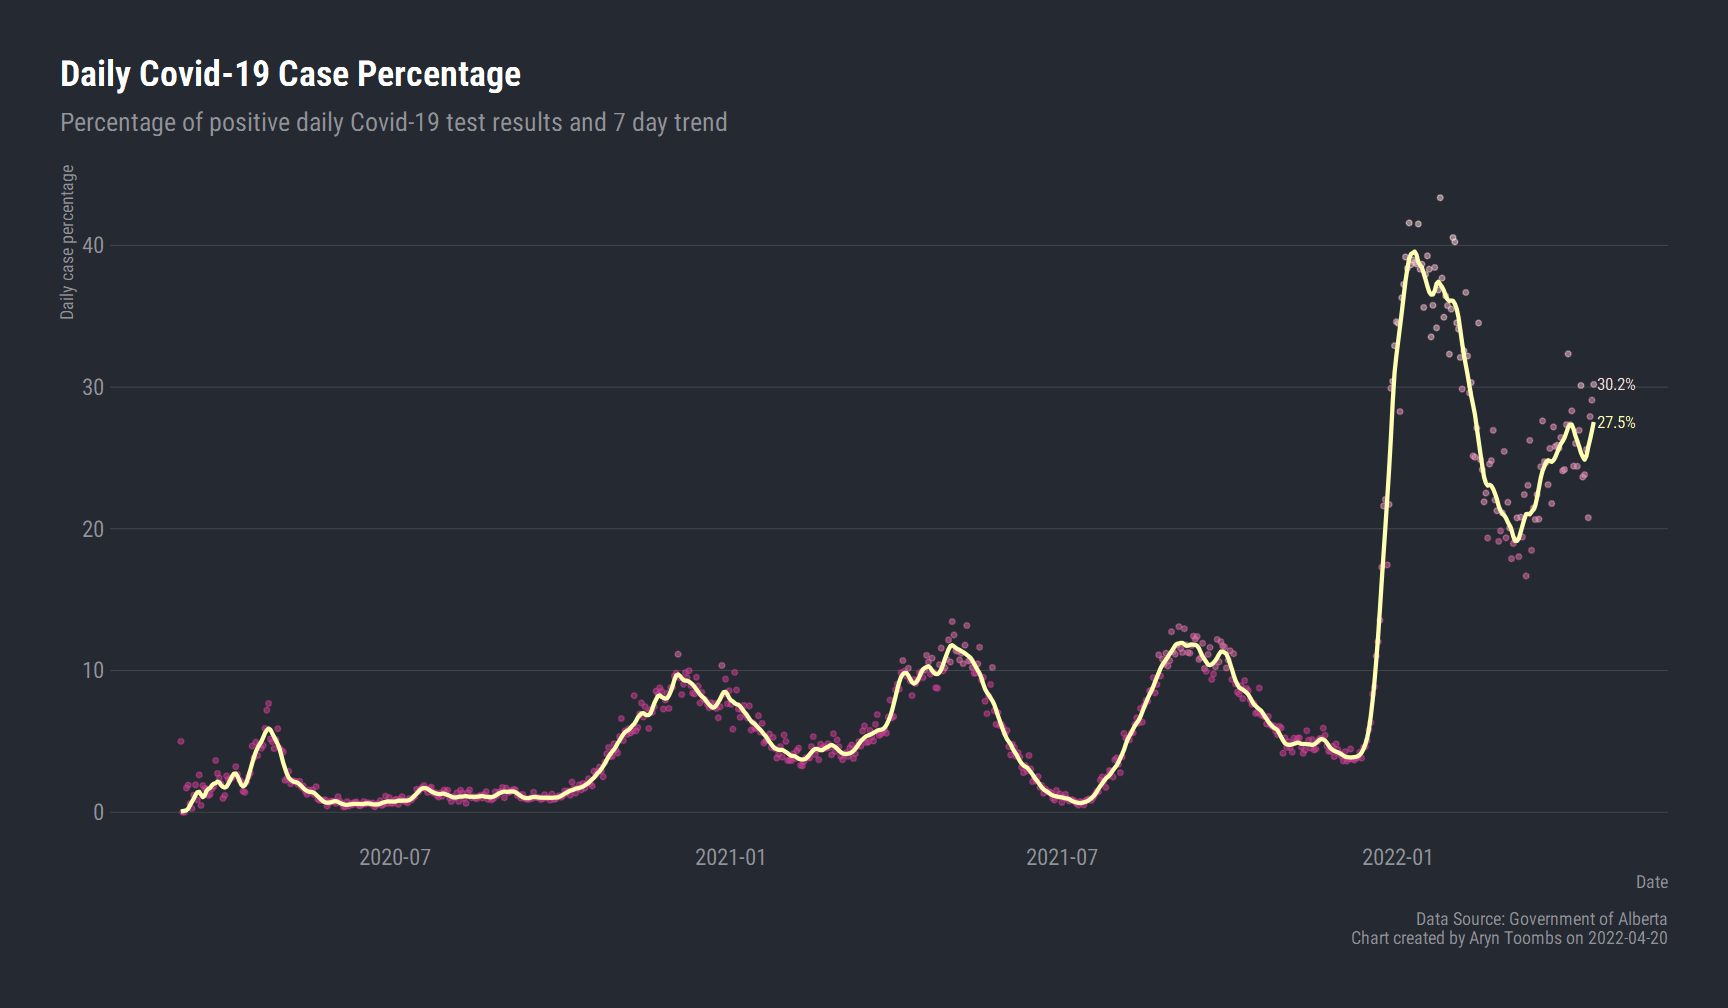 Daily Covid-19 Case Percentage
Percentage of positive daily Covid-19 test results and 7 day trend
Daily case percentage
40
30
20
10
0
30.2%
27.5%
2020-07
2021-01
2021-07
2022-01
Date
Data Source: Government of Alberta
Chart created by Aryn Toombs on 2022-04-20